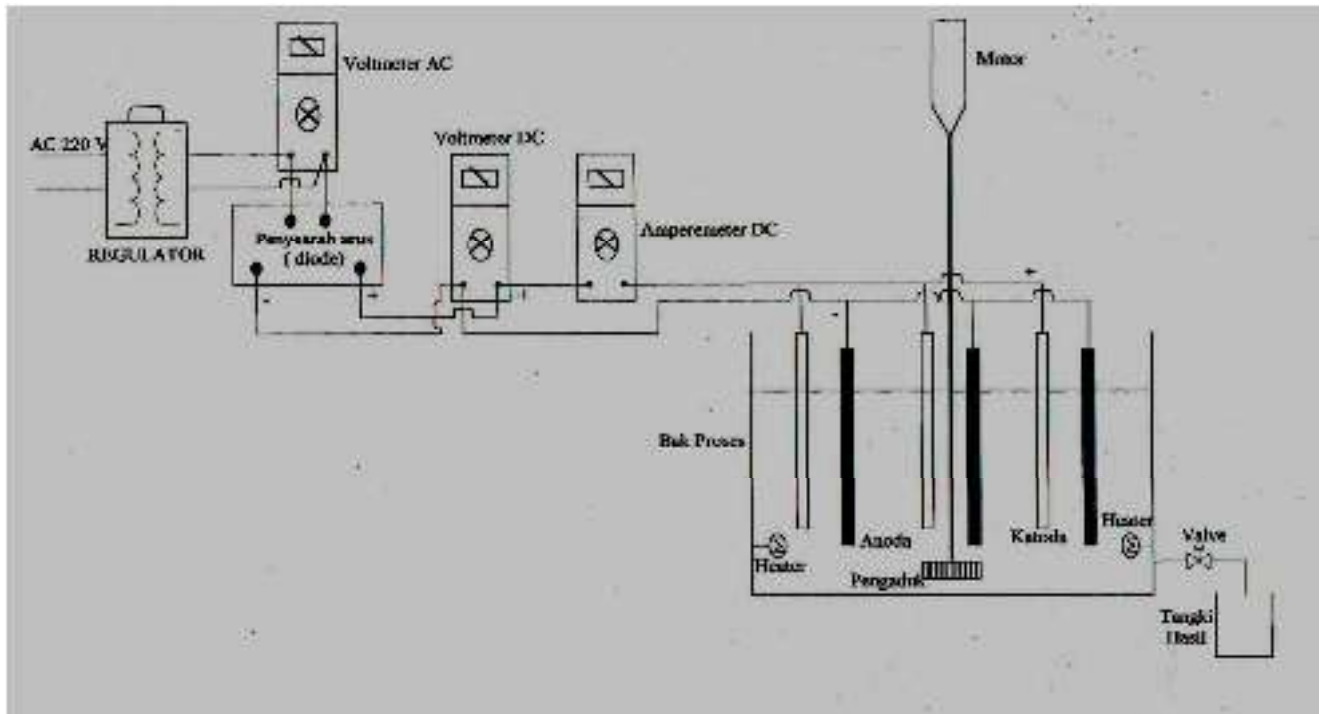 Motor
Voltmeter AC
AC 220 V
Voltmeter DC
REGULATOR
Penyearah arus
( diode)
Amperemeter DC
-
+
+
-
+
Bak Proses
Anoda
Katoda
Heater
Heater
Valve
Pengaduk
Tangki
Hasil